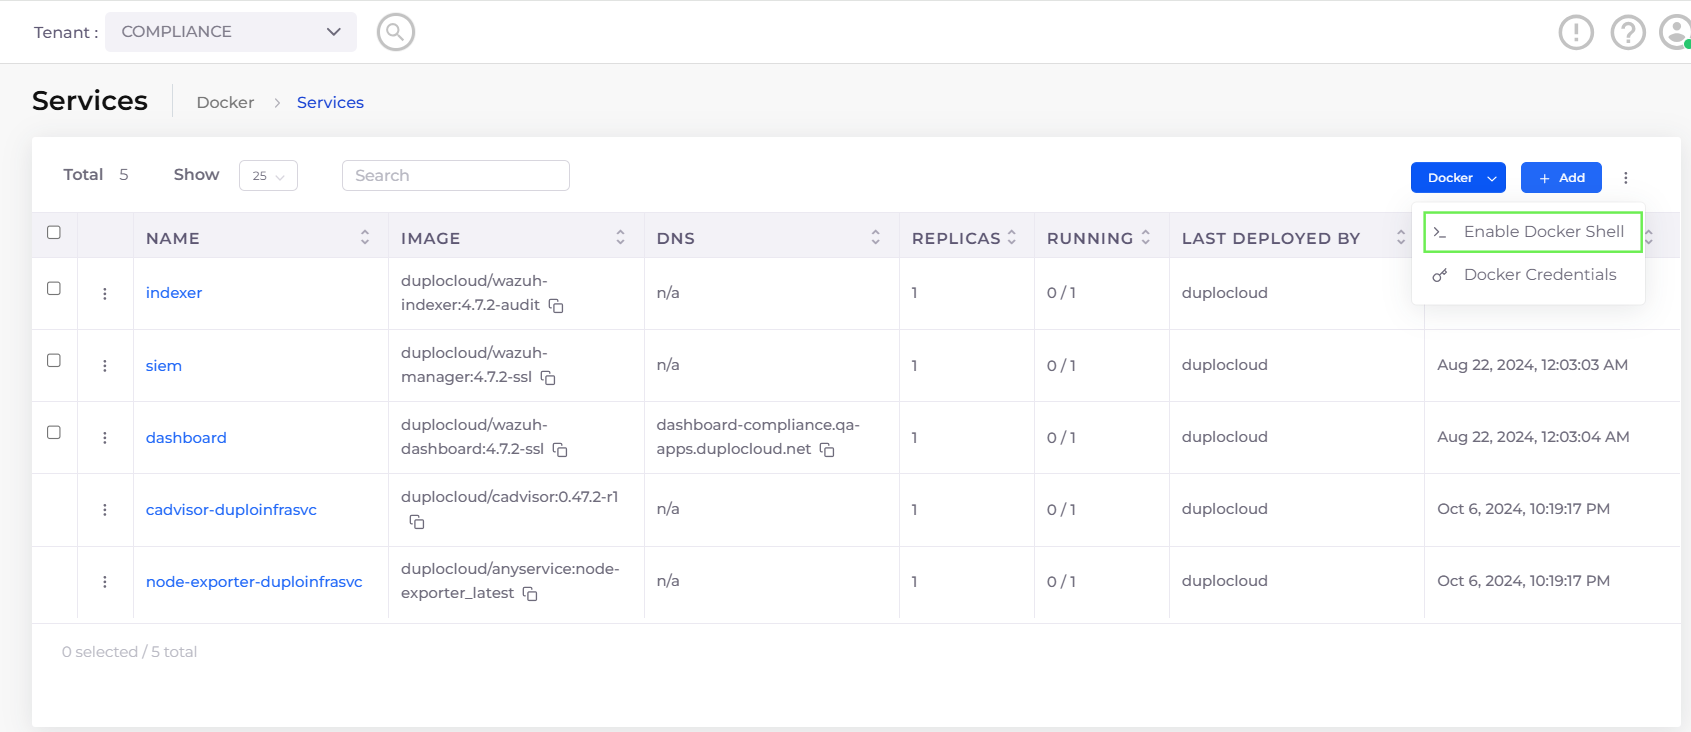 Tenant : COMPLIANCE
Services Docker Services
Total 5 Show 25 Search Docker Add
Enable Docker Shell
Docker Credentials
NAME IMAGE DNS REPLICAS RUNNING LAST DEPLOYED BY
indexer duplocloud/wazuh-
indexer:4.7.2-audit n/a 1 0 / 1 duplocloud
siem duplocloud/wazuh-
manager:4.7.2-ssl n/a 1 0 / 1 duplocloud Aug 22, 2024, 12:03:03 AM
dashboard duplocloud/wazuh-
dashboard:4.7.2-ssl dashboard-compliance.qa-
apps.duplocloud.net 1 0 / 1 duplocloud Aug 22, 2024, 12:03:04 AM
cadvisor-duploinfrasvc duplocloud/cadvisor:0.47.2-r1 n/a 1 0 / 1 duplocloud Oct 6, 2024, 10:19:17 PM
node-exporter-duploinfrasvc duplocloud/anyservice:node-
exporter_latest n/a 1 0 / 1 duplocloud Oct 6, 2024, 10:19:17 PM
0 selected / 5 total